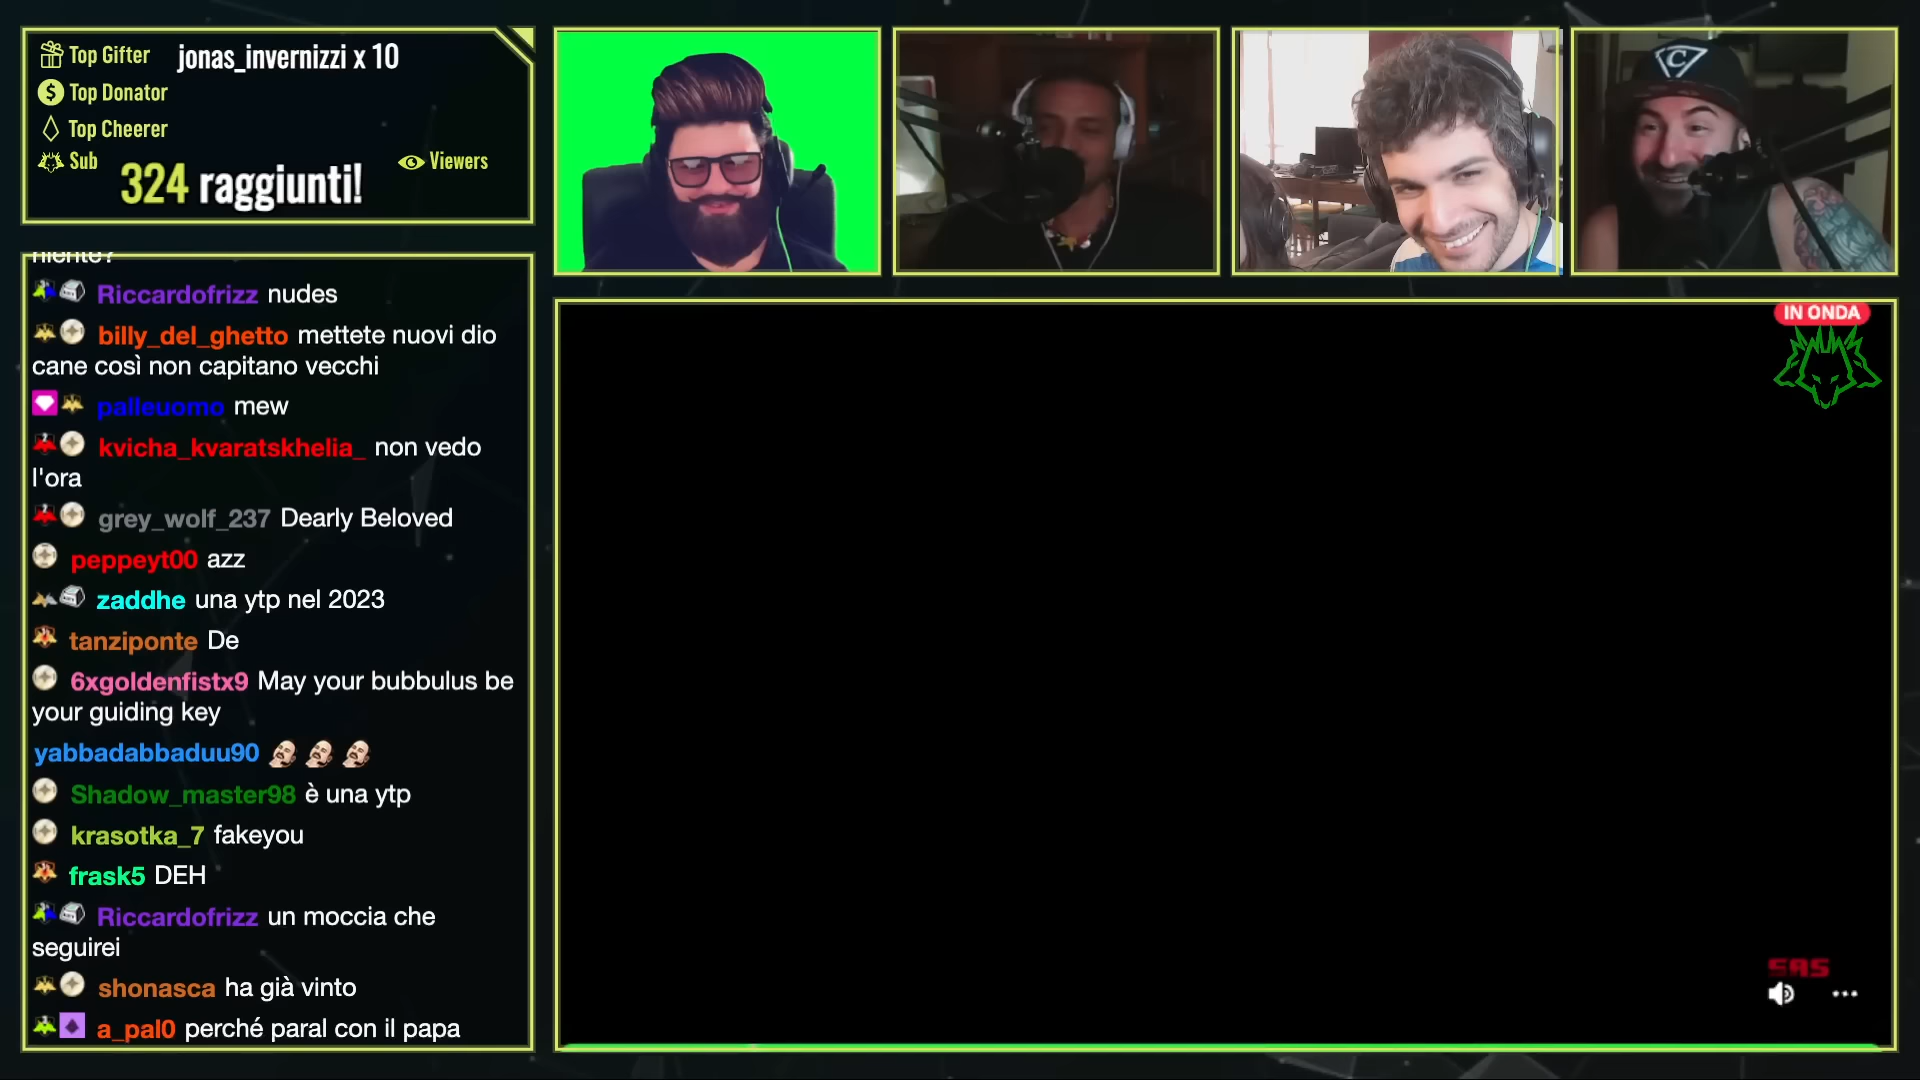 Top Gifter jonas_invernizzi x 10
Top Donator
Top Cheerer
Sub 324 raggiunti! Viewers
niente?
Riccardofrizz nudes
billy_del_ghetto mettete nuovi dio
cane così non capitano vecchi
palleuomo mew
kvicha_kvaratskhelia_ non vedo
l'ora
grey_wolf_237 Dearly Beloved
peppeyt00 azz
zaddhe una ytp nel 2023
tanziponte De
6xgoldenfistx9 May your bubbulus be
your guiding key
yabbadabbaduu90
Shadow_master98 è una ytp
krasotka_7 fakeyou
frask5 DEH
Riccardofrizz un moccia che
seguirei
shonasca ha già vinto
a_pal0 perché paral con il papa
C
IN ONDA
SAS